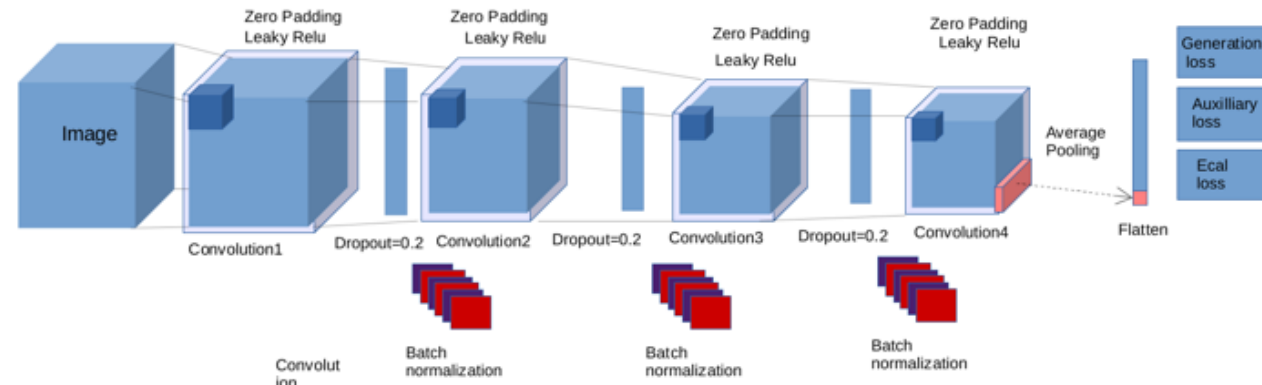 Zero Padding
Leaky Relu
Zero Padding
Leaky Relu
Zero Padding
Leaky Relu
Zero Padding
Leaky Relu
Image
Generation
loss
Auxilliary
loss
Ecal
loss
Average
Pooling
Flatten
Convolution1
Dropout=0.2
Convolution2
Dropout=0.2
Convolution3
Dropout=0.2
Convolution4
Batch
normalization
Batch
normalization
Batch
normalization
Convolut
ion